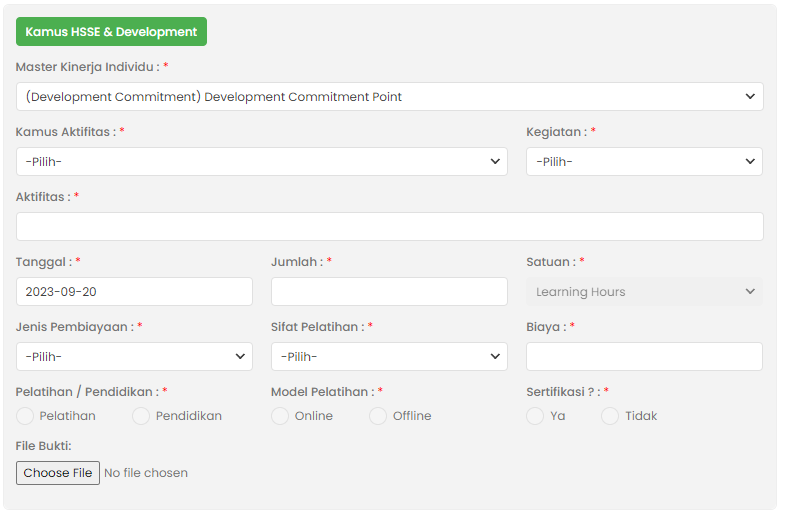 Kamus HSSE & Development
Master Kinerja Individu : *
(Development Commitment) Development Commitment Point
Kamus Aktifitas : * Kegiatan : *
-Pilih- -Pilih-
Aktifitas : *
Tanggal : * Jumlah : * Satuan : *
2023-09-20 Learning Hours
Jenis Pembiayaan : * Sifat Pelatihan : * Biaya : *
-Pilih- -Pilih-
Pelatihan / Pendidikan : * Model Pelatihan : * Sertifikasi ? : *
Pelatihan Pendidikan Online Offline Ya Tidak
File Bukti:
Choose File No file chosen